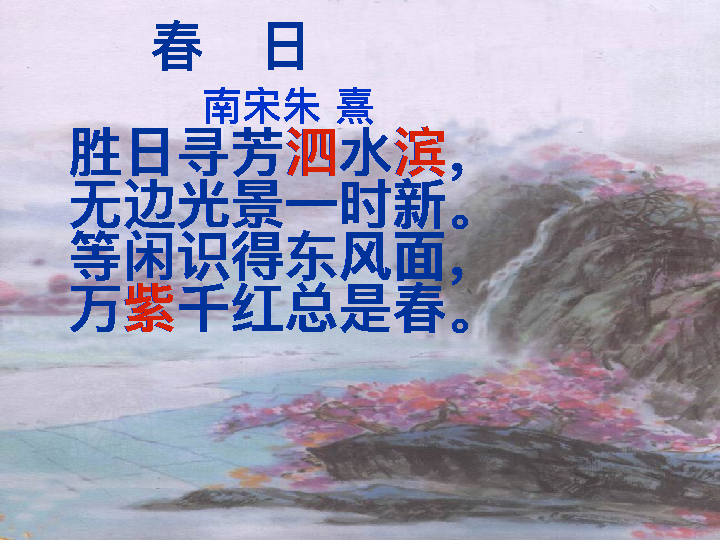 春 日
南宋朱 熹
胜日寻芳泗水滨，
无边光景一时新。
等闲识得东风面，
万紫千红总是春。